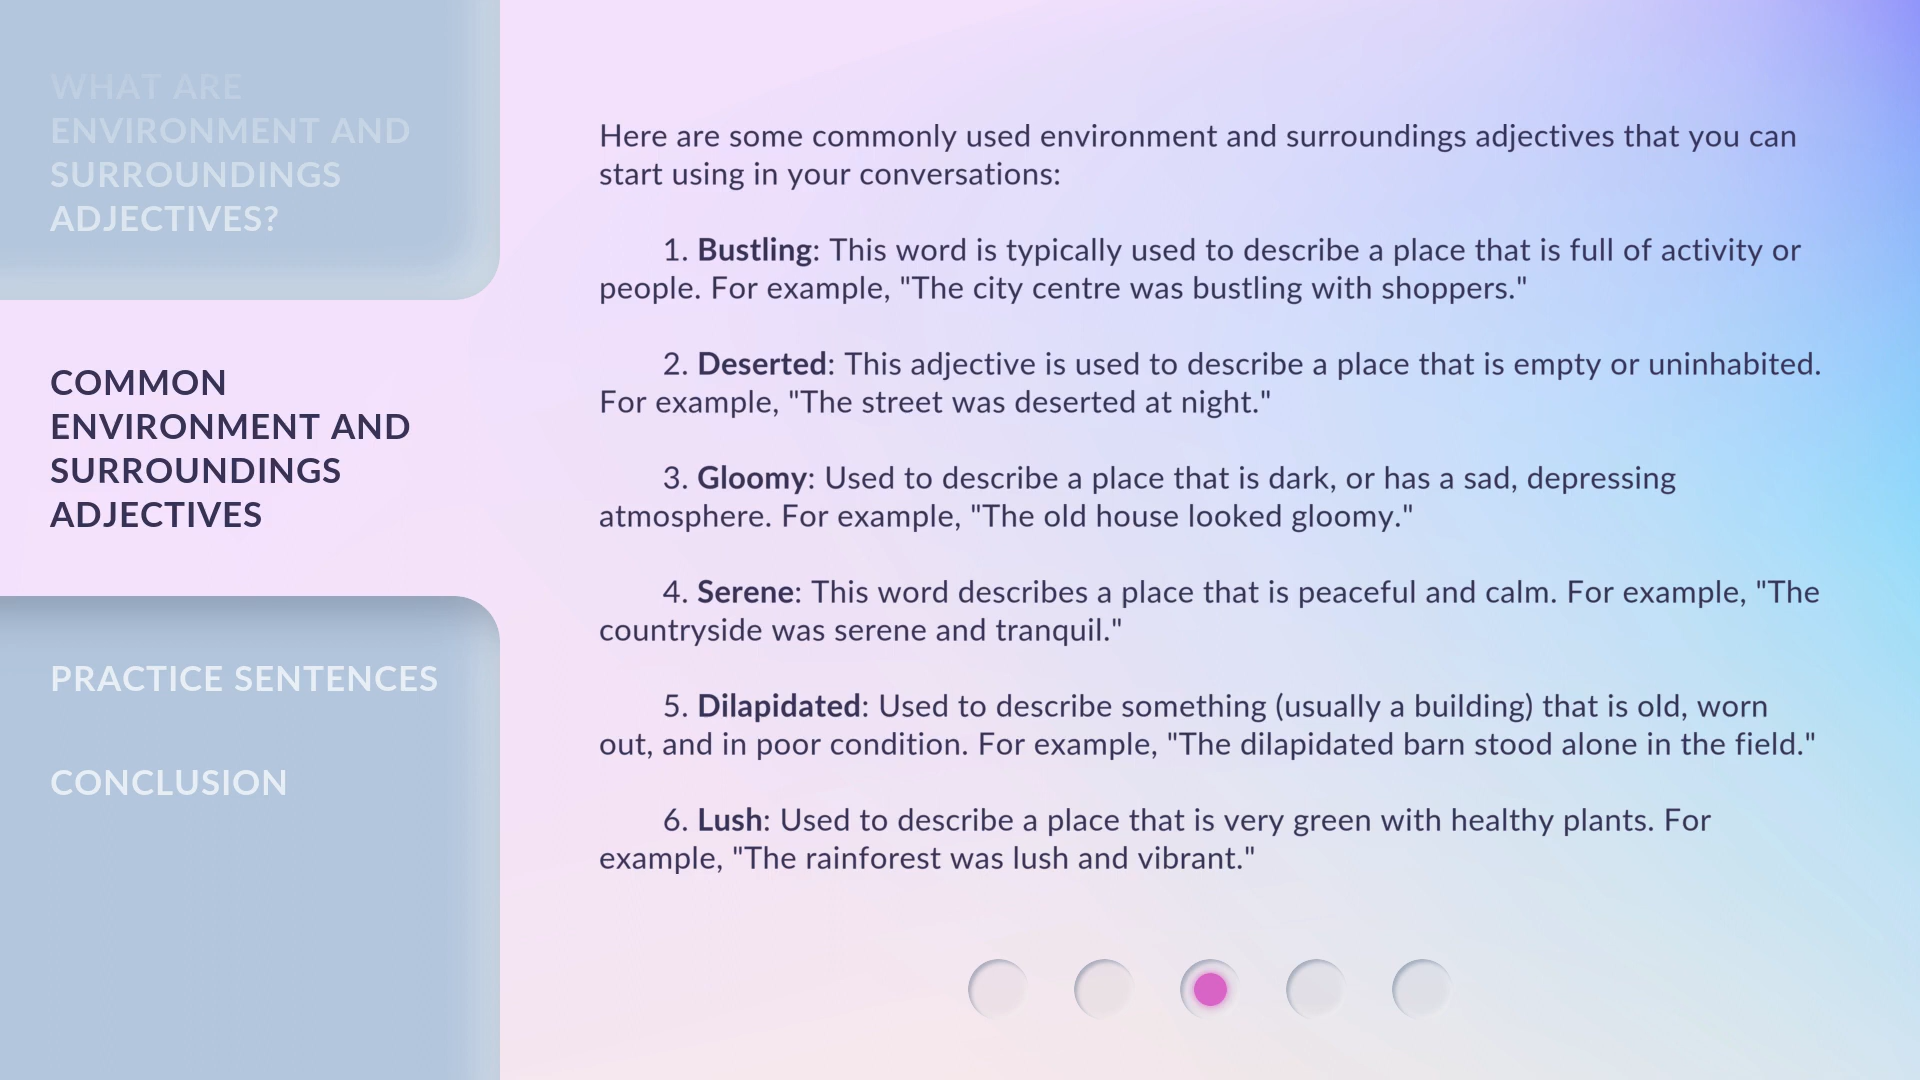 WHAT ARE
ENVIRONMENT AND
SURROUNDINGS
ADJECTIVES?
COMMON
ENVIRONMENT AND
SURROUNDINGS
ADJECTIVES
PRACTICE SENTENCES
CONCLUSION
Here are some commonly used environment and surroundings adjectives that you can
start using in your conversations:
1. Bustling: This word is typically used to describe a place that is full of activity or
people. For example, "The city centre was bustling with shoppers."
2. Deserted: This adjective is used to describe a place that is empty or uninhabited.
For example, "The street was deserted at night."
3. Gloomy: Used to describe a place that is dark, or has a sad, depressing
atmosphere. For example, "The old house looked gloomy."
4. Serene: This word describes a place that is peaceful and calm. For example, "The
countryside was serene and tranquil."
5. Dilapidated: Used to describe something (usually a building) that is old, worn
out, and in poor condition. For example, "The dilapidated barn stood alone in the field."
6. Lush: Used to describe a place that is very green with healthy plants. For
example, "The rainforest was lush and vibrant."